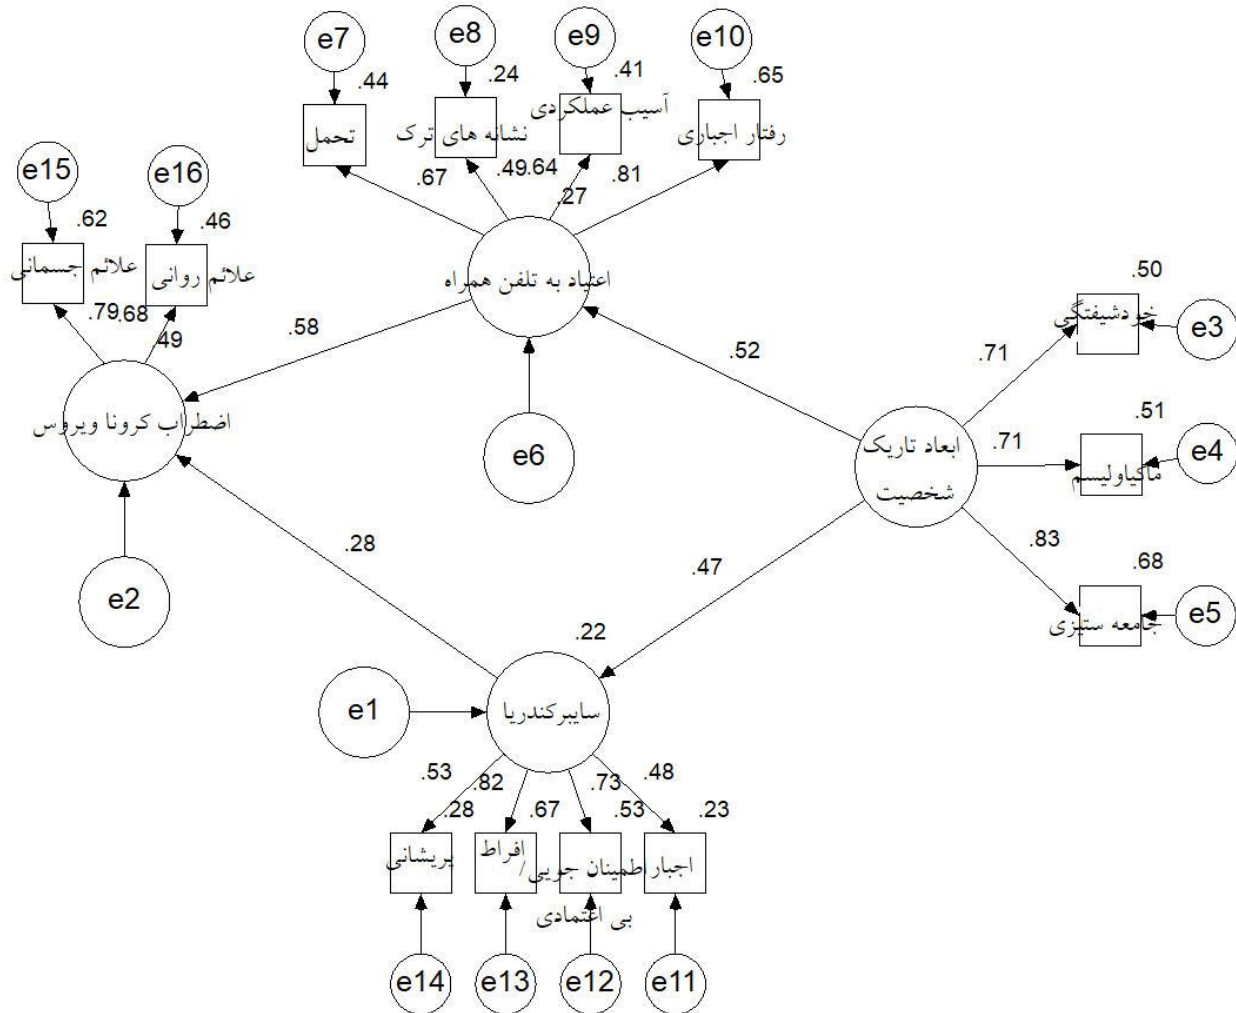 e7
e8
e9
e10
.44
.24
.41
.65
تحمل
نشانه های ترک
آسیب عملکردی
رفتار اجباری
e15
e16
.67
.49
.64
.27
.81
.62
.46
علائم جسمانی
علائم روانی
اعتیاد به تلفن همراه
.50
خودشیفتگی
e3
.79
.68
.49
.58
.52
.71
اضطراب کرونا ویروس
e6
ابعاد تاریک
شخصیت
.71
.51
ماکیاولیسم
e4
e2
.28
.47
.83
.68
جامعه ستیزی
e5
.22
e1
سایبرکندریا
.53
.82
.73
.48
.28
.67
.53
.23
پریشانی
افراط
اطمینان جویی/
بی اعتمادی
اجبار
e14
e13
e12
e11